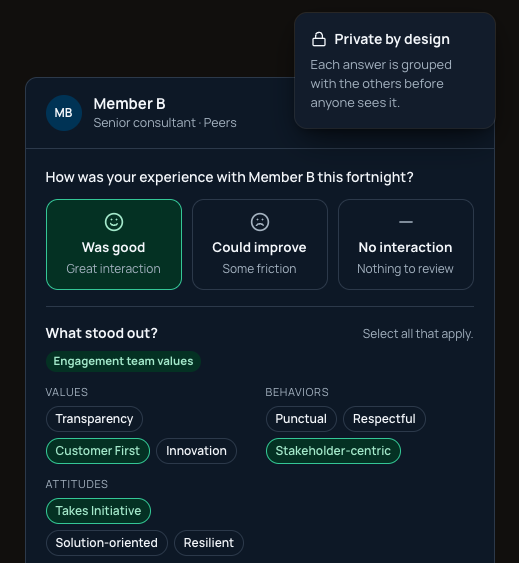 Private by design
Each answer is grouped
with the others before
anyone sees it.
MB
Member B
Senior consultant · Peers
How was your experience with Member B this fortnight?
Was good
Great interaction
Could improve
Some friction
No interaction
Nothing to review
What stood out?
Select all that apply.
Engagement team values
VALUES
Transparency
Customer First
Innovation
BEHAVIORS
Punctual
Respectful
Stakeholder-centric
ATTITUDES
Takes Initiative
Solution-oriented
Resilient